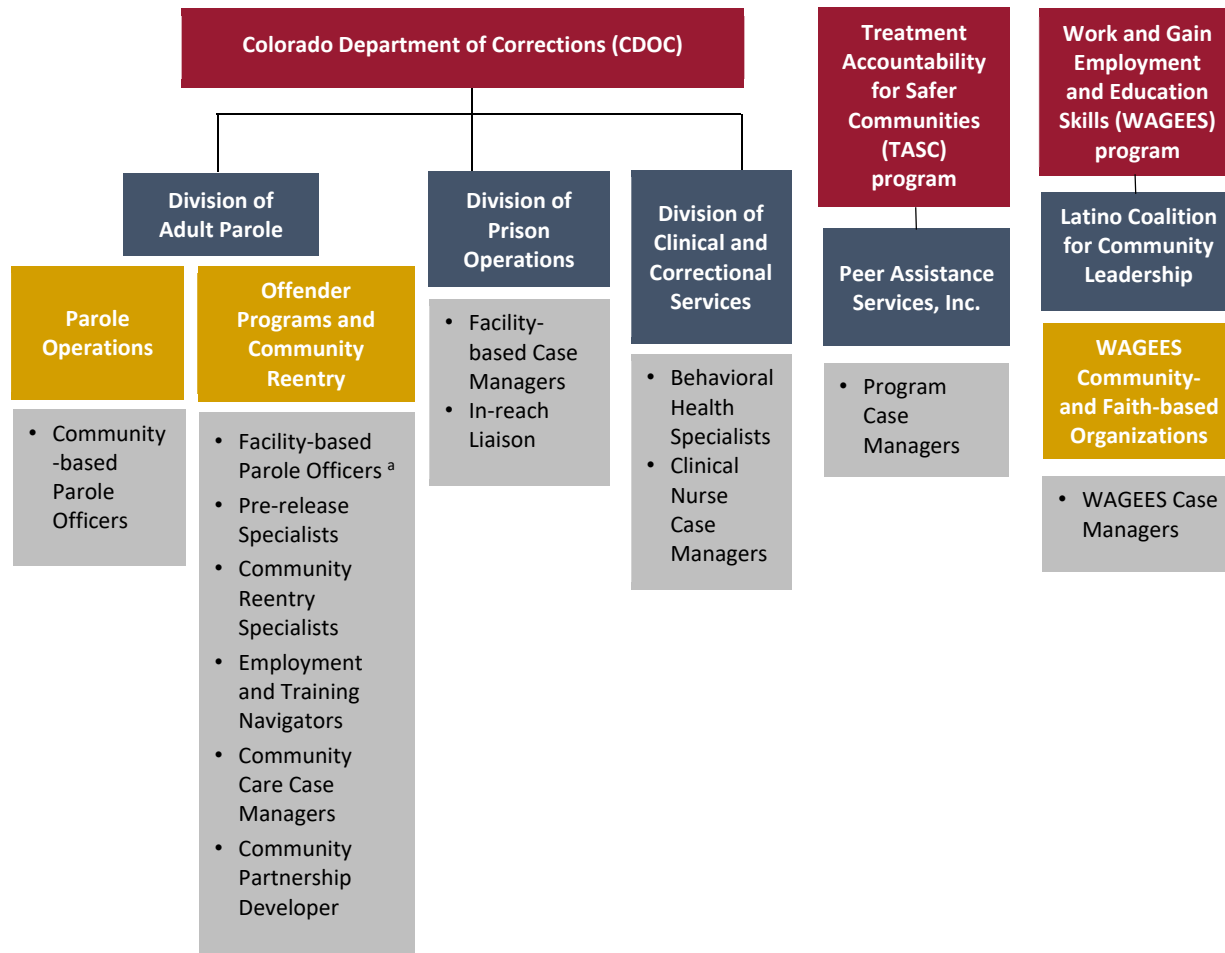 Colorado Department of Corrections (CDOC)
Treatment
Accountability
for Safer
Communities
(TASC)
program
Work and Gain
Employment
and Education
Skills (WAGEES)
program
Division of
Adult Parole
Division of
Prison
Operations
Division of
Clinical and
Correctional
Services
Peer Assistance
Services, Inc.
Latino Coalition
for Community
Leadership
Parole
Operations
Offender
Programs and
Community
Reentry
WAGEES
Community-
and Faith-based
Organizations
• Community
-based
Parole
Officers
• Facility-based
Parole Officers a
• Pre-release
Specialists
• Community
Reentry
Specialists
• Employment
and Training
Navigators
• Community
Care Case
Managers
• Community
Partnership
Developer
• Facility-
based Case
Managers
• In-reach
Liaison
• Behavioral
Health
Specialists
• Clinical
Nurse
Case
Managers
• Program
Case
Managers
• WAGEES Case
Managers